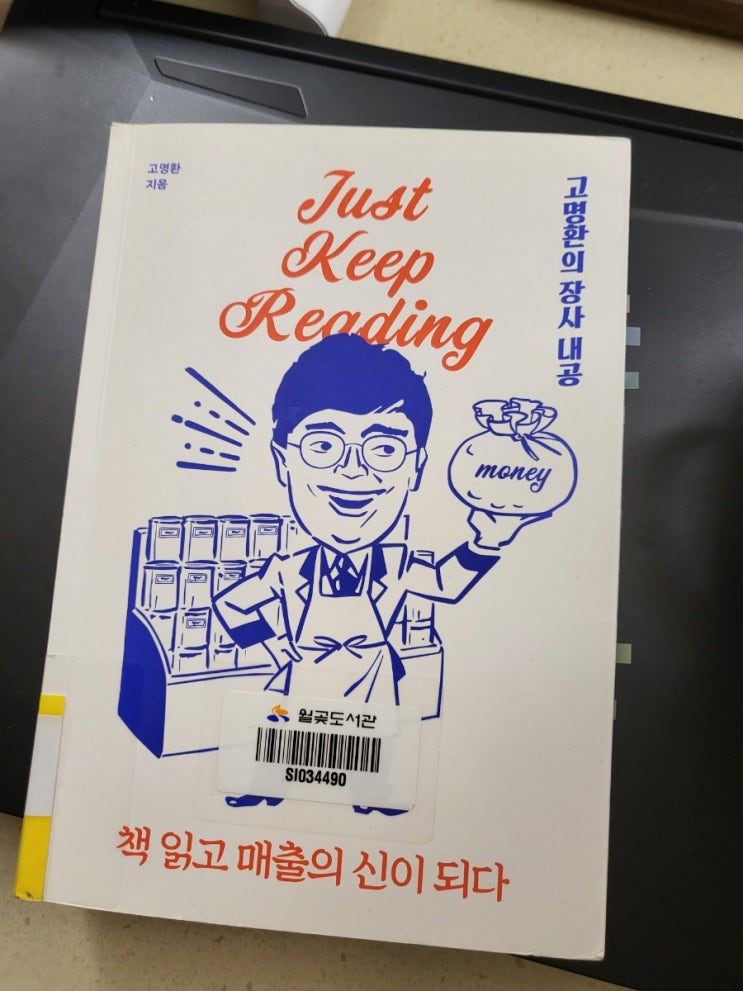 고명환
지음
Just
Keep
Reading
고명환의 장사 내공
money
월곶도서관
SI034490
책 읽고 매출의 신이 되다